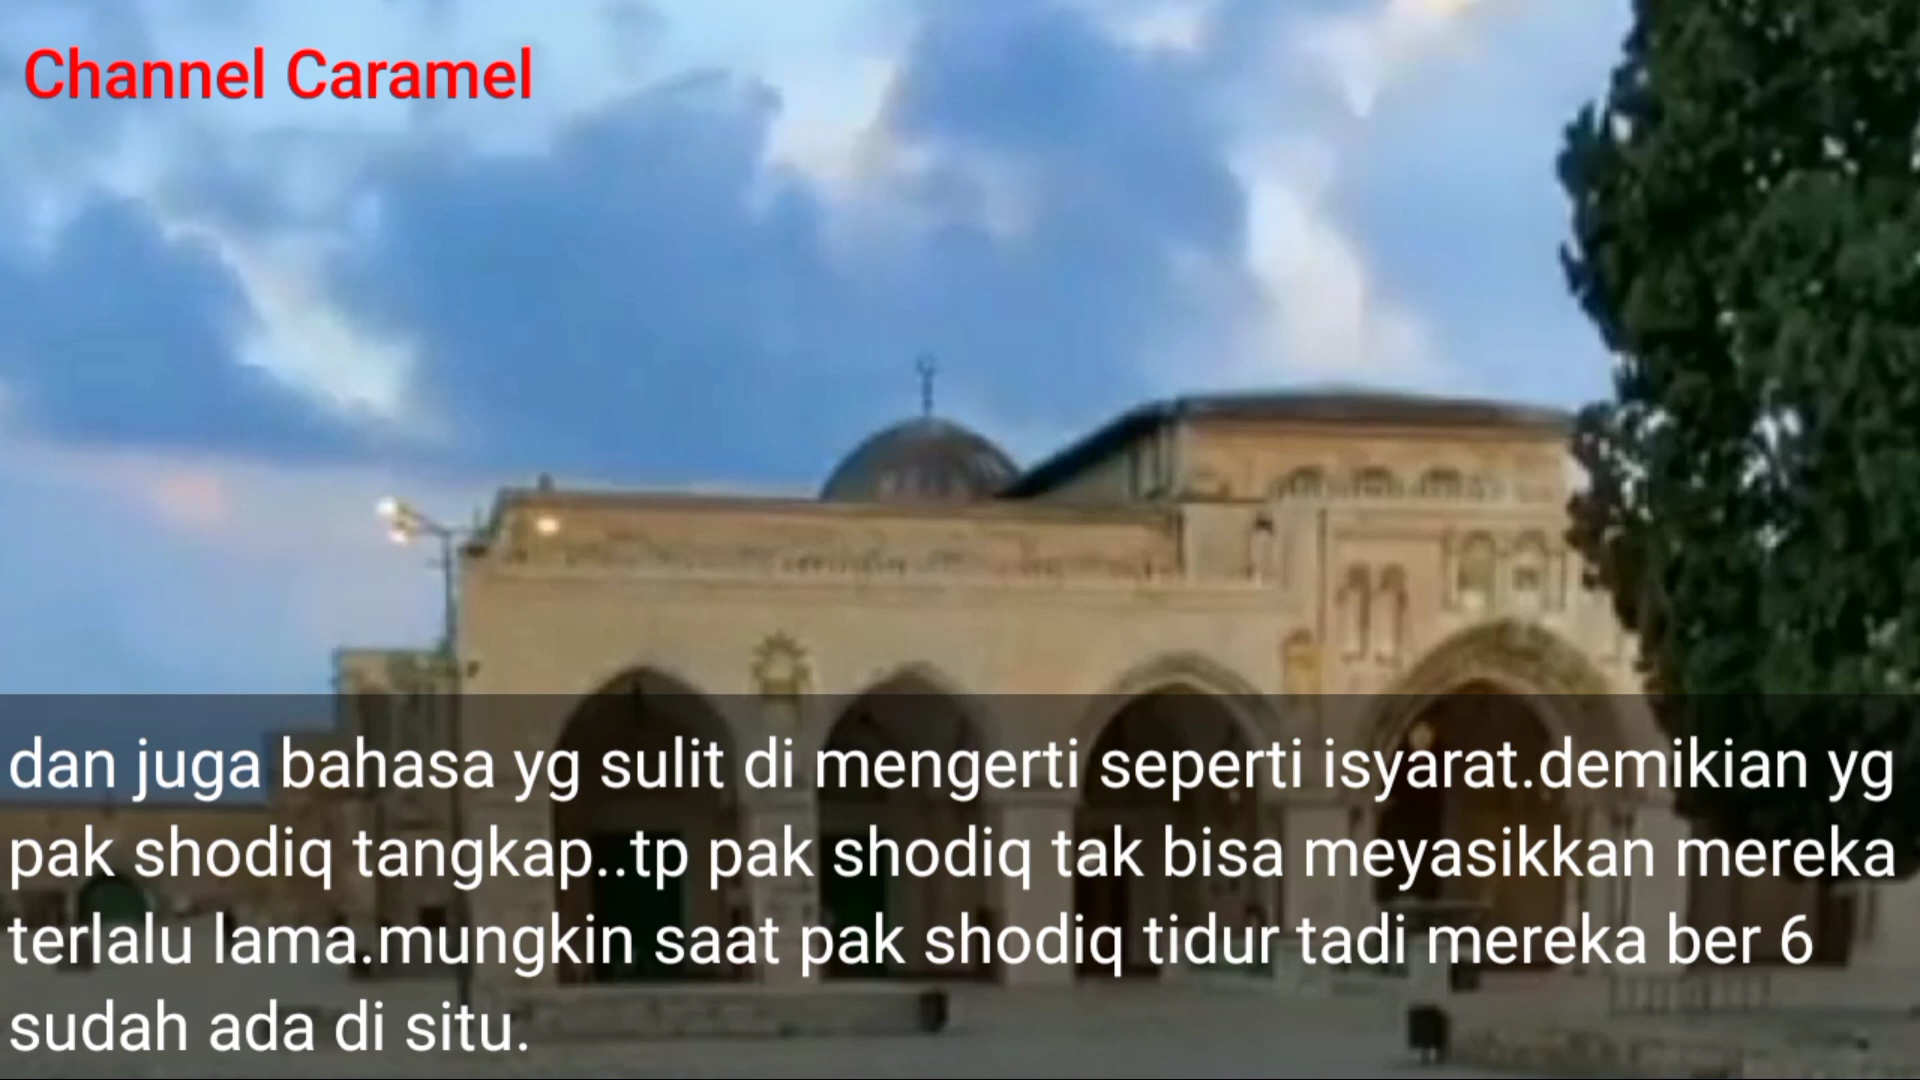 Channel Caramel
dan juga bahasa yg sulit di mengerti seperti isyarat.demikian yg
pak shodiq tangkap..tp pak shodiq tak bisa meyasikkan mereka
terlalu lama.mungkin saat pak shodiq tidur tadi mereka ber 6
sudah ada di situ.